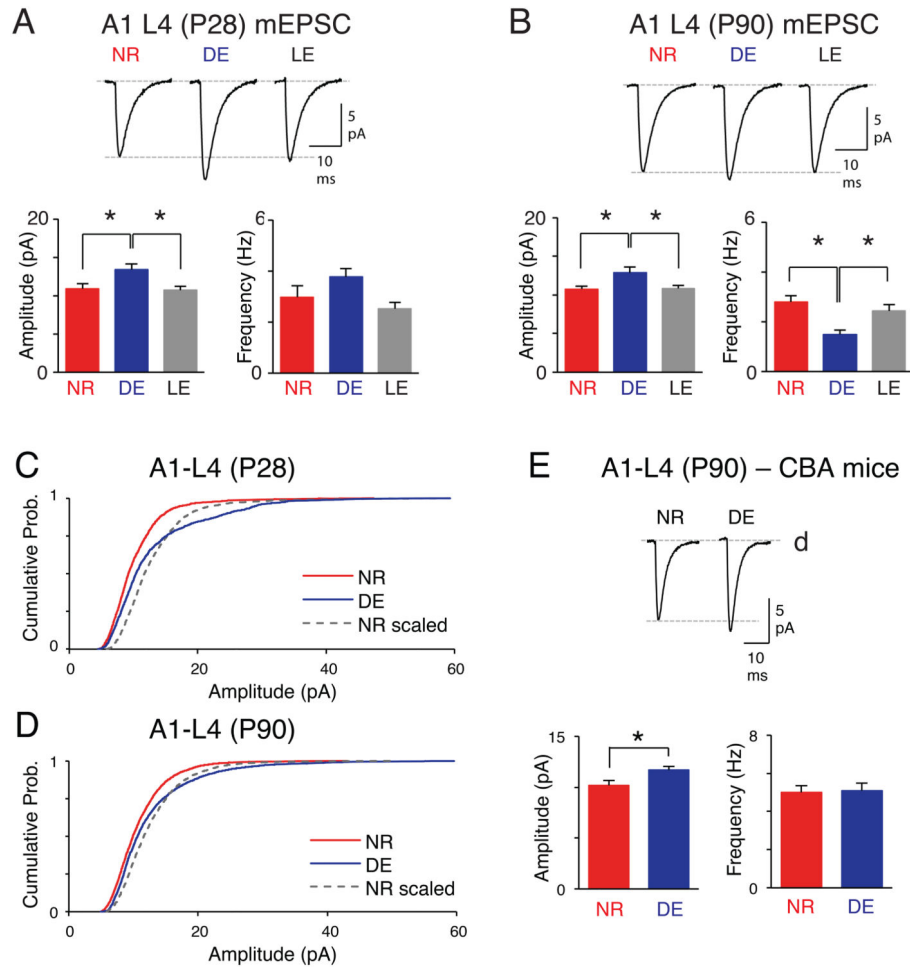 A
A1 L4 (P28) mEPSC
NR DE LE
5
pA
10
ms
20
Amplitude (pA)
0
* *
NR DE LE
6
Frequency (Hz)
0
NR DE LE
B
A1 L4 (P90) mEPSC
NR DE LE
5
pA
10
ms
20
Amplitude (pA)
0
* *
NR DE LE
6
Frequency (Hz)
0
* *
NR DE LE
C
A1-L4 (P28)
1
Cumulative Prob.
0
NR
DE
NR scaled
0 20 40 60
Amplitude (pA)
D
A1-L4 (P90)
1
Cumulative Prob.
0
NR
DE
NR scaled
0 20 40 60
Amplitude (pA)
E
A1-L4 (P90) – CBA mice
NR DE
d
5
pA
10
ms
15
Amplitude (pA)
0
*
NR DE
8
Frequency (Hz)
0
NR DE